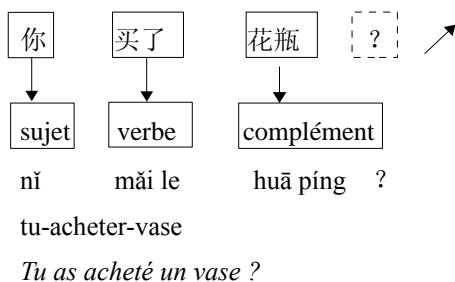 你 买了 花瓶 ？
sujet verbe complément
nǐ mǎi le huā píng ？
tu-acheter-vase
Tu as acheté un vase ?